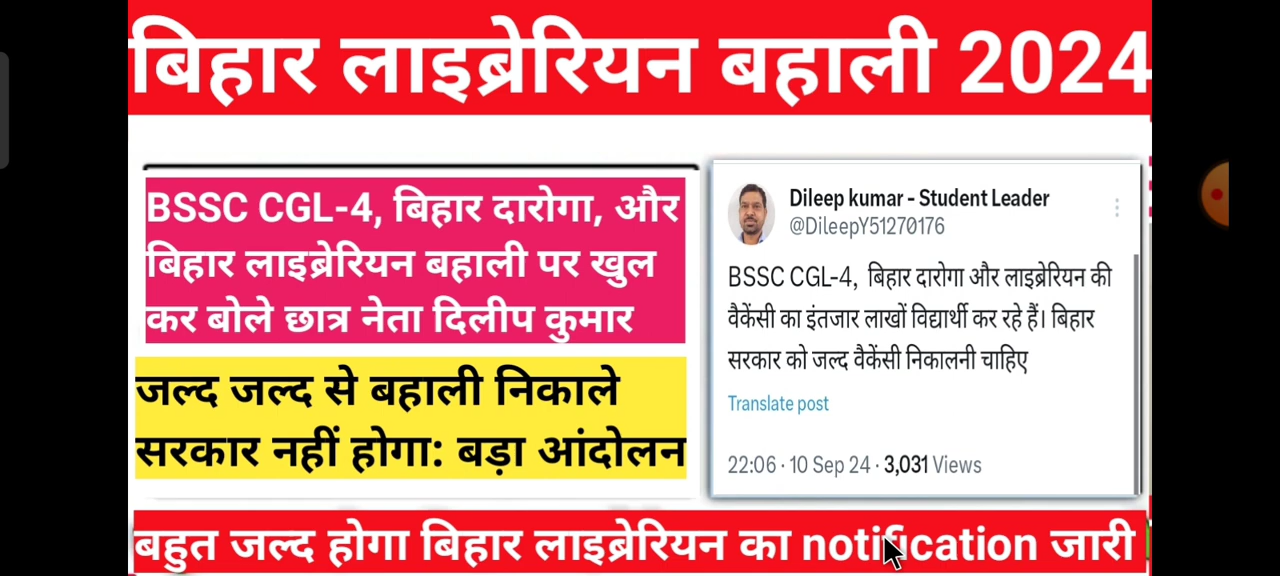 बिहार लाइब्रेरियन बहाली 2024
BSSC CGL-4, बिहार दारोगा, और
बिहार लाइब्रेरियन बहाली पर खुल
कर बोले छात्र नेता दिलीप कुमार
जल्द जल्द से बहाली निकाले
सरकार नहीं होगा: बड़ा आंदोलन
Dileep kumar - Student Leader
@DileepY51270176
BSSC CGL-4, बिहार दारोगा और लाइब्रेरियन की
वैकेंसी का इंतजार लाखों विद्यार्थी कर रहे हैं। बिहार
सरकार को जल्द वैकेंसी निकालनी चाहिए
Translate post
22:06 · 10 Sep 24 · 3,031 Views
बहुत जल्द होगा बिहार लाइब्रेरियन का notification जारी